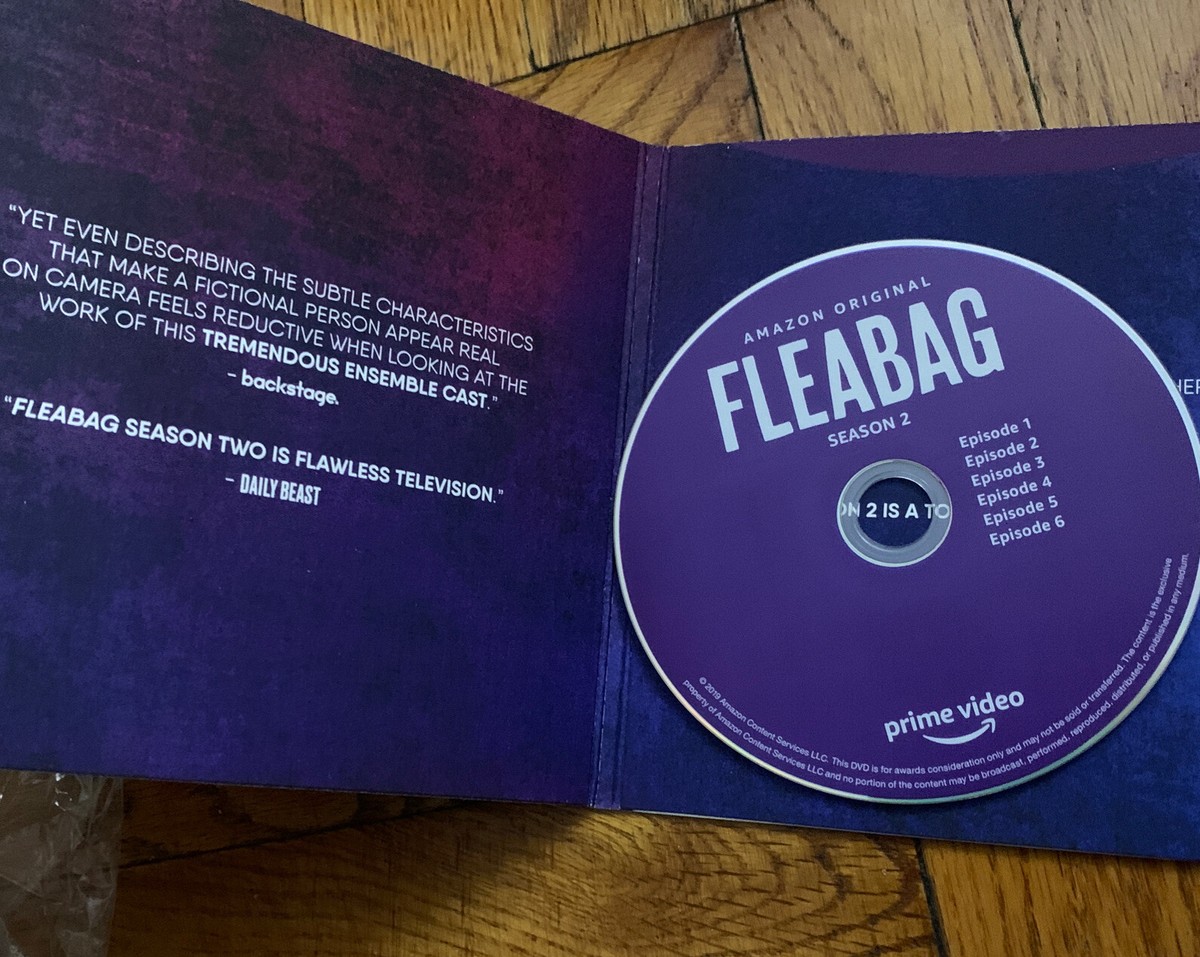 “YET EVEN DESCRIBING THE SUBTLE CHARACTERISTICS
THAT MAKE A FICTIONAL PERSON APPEAR REAL
ON CAMERA FEELS REDUCTIVE WHEN LOOKING AT THE
WORK OF THIS TREMENDOUS ENSEMBLE CAST.”
– backstage.
“FLEABAG SEASON TWO IS FLAWLESS TELEVISION.”
– DAILY BEAST
AMAZON ORIGINAL
FLEABAG
SEASON 2
Episode 1
Episode 2
Episode 3
Episode 4
Episode 5
Episode 6
2 IS A TO
prime video
© 2019 Amazon Content Services LLC. This DVD is for awards consideration only and may not be sold or transferred. The content is the exclusive
property of Amazon Content Services LLC and no portion of the content may be broadcast, performed, reproduced, distributed, or published in any medium.